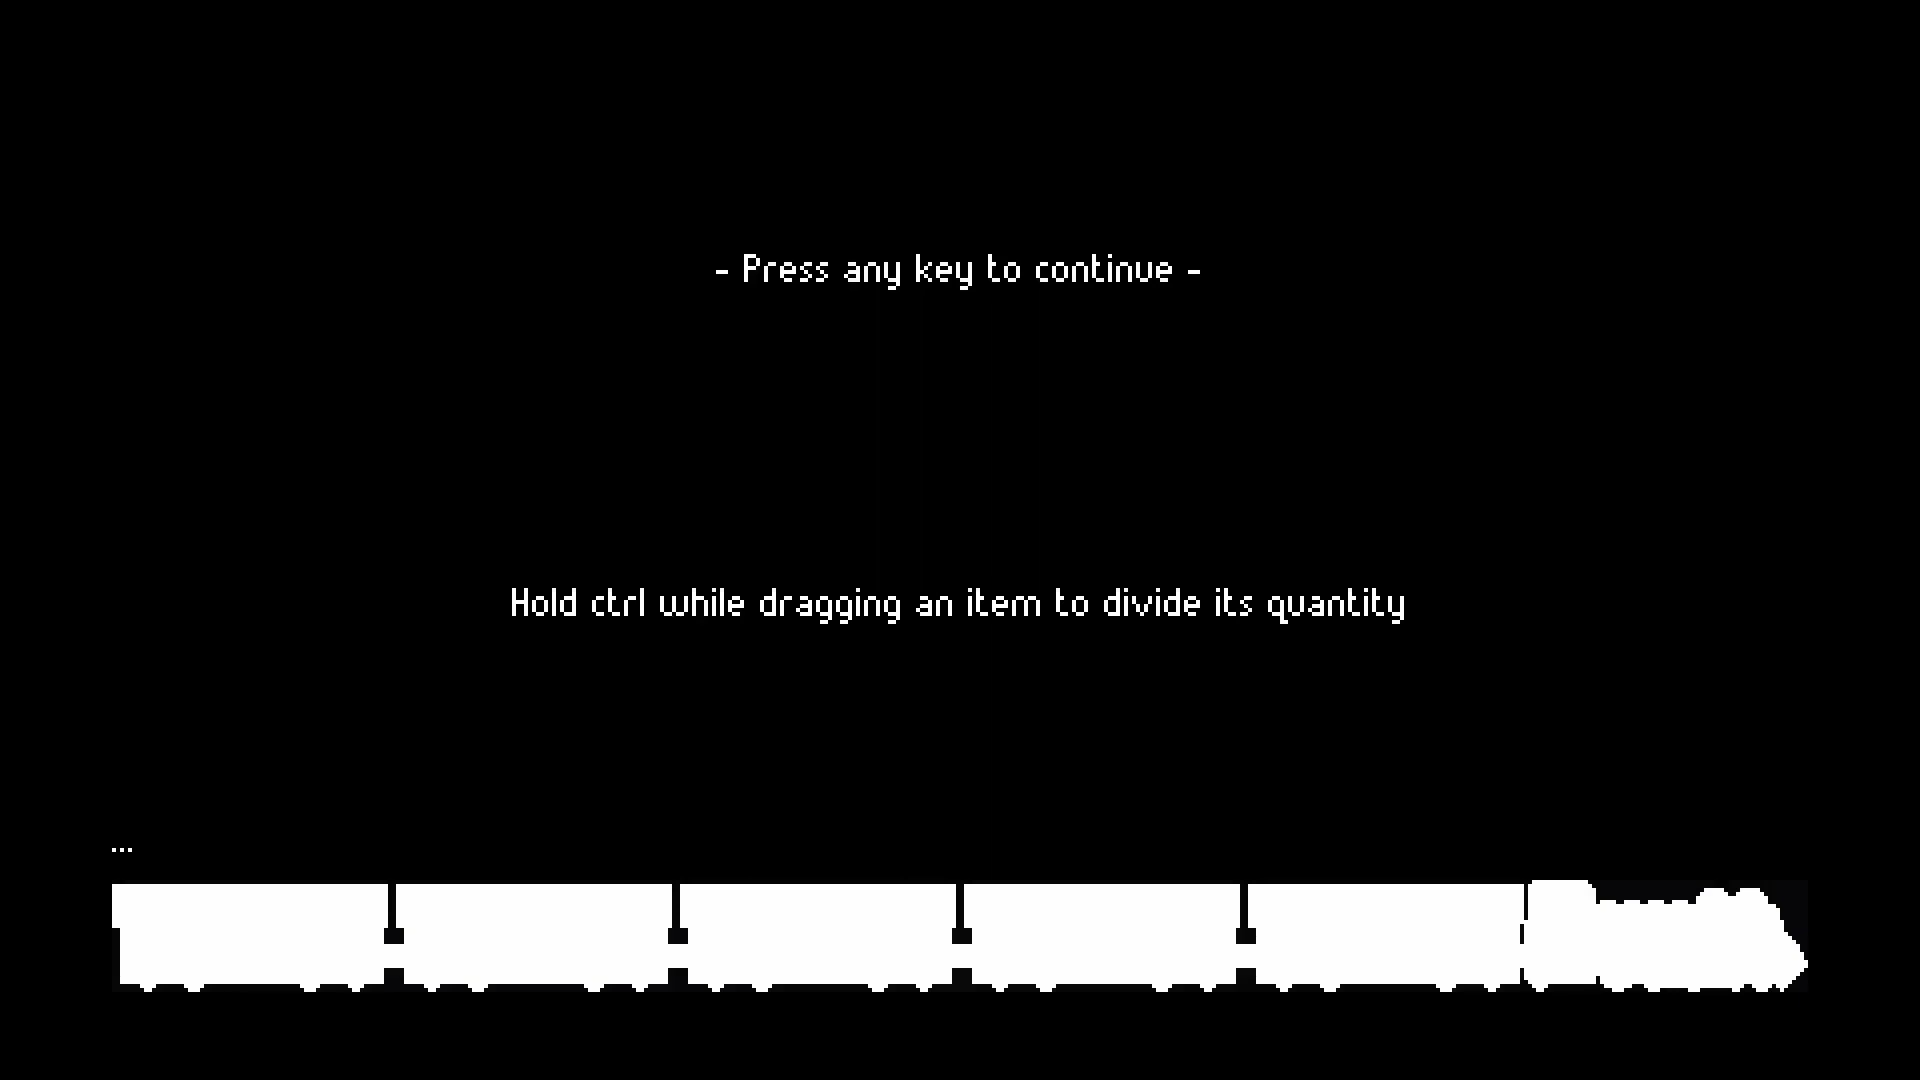 - Press any key to continue -
Hold ctrl while dragging an item to divide its quantity
...